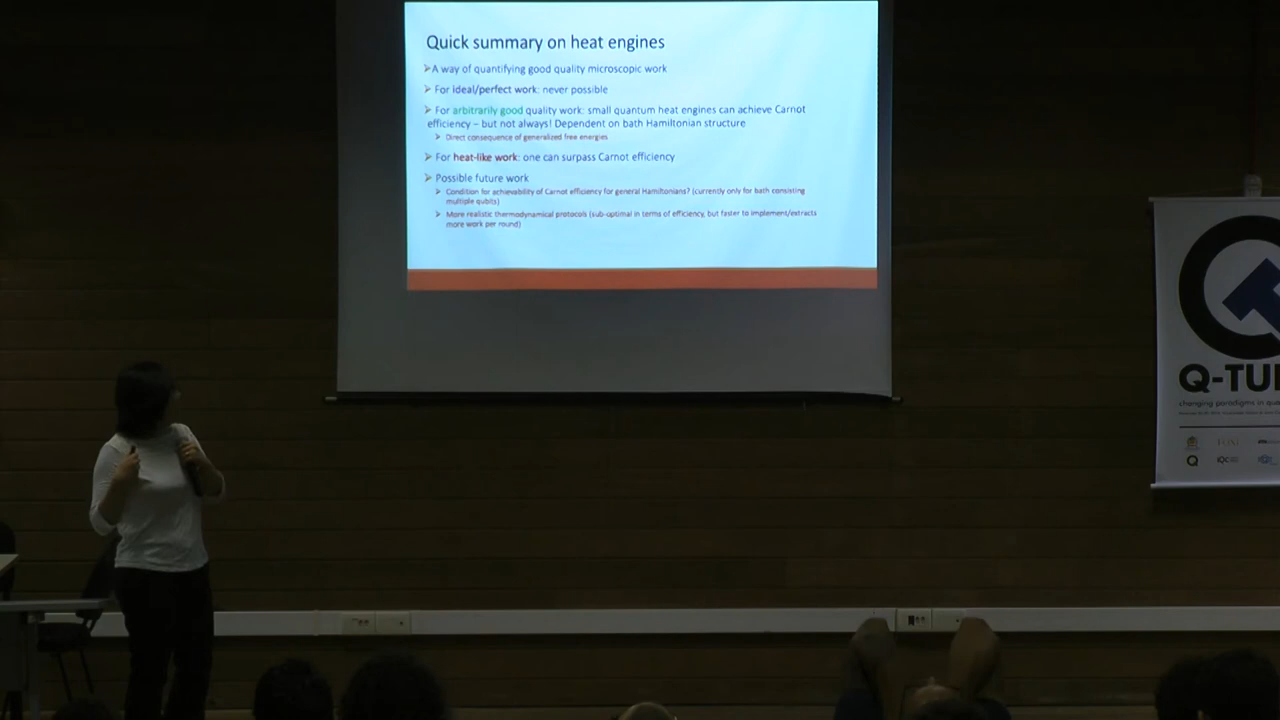 Quick summary on heat engines
➢A way of quantifying good quality microscopic work
➢ For ideal/perfect work: never possible
➢ For arbitrarily good quality work: small quantum heat engines can achieve Carnot
efficiency – but not always! Dependent on bath Hamiltonian structure
➢ Direct consequence of generalized free energies
➢ For heat-like work: one can surpass Carnot efficiency
➢ Possible future work
➢ Condition for achievability of Carnot efficiency for general Hamiltonians? (currently only for bath consisting
multiple qubits)
➢ More realistic thermodynamical protocols (sub-optimal in terms of efficiency, but faster to implement/extracts
more work per round)
Q-TU
changing paradigms in
Q
IQC